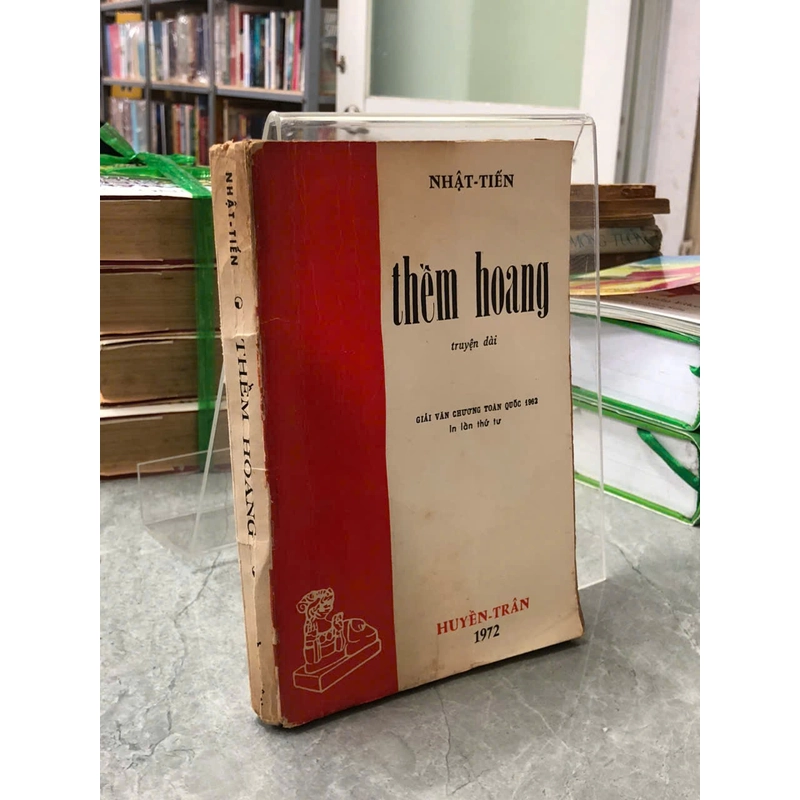 NHẬT-TIẾN
thềm hoang
truyện dài
GIẢI VĂN CHƯƠNG TOÀN QUỐC 1963
In lần thứ tư
HUYỀN-TRÂN
1972
NHẬT-TIẾN
THỀM HOANG